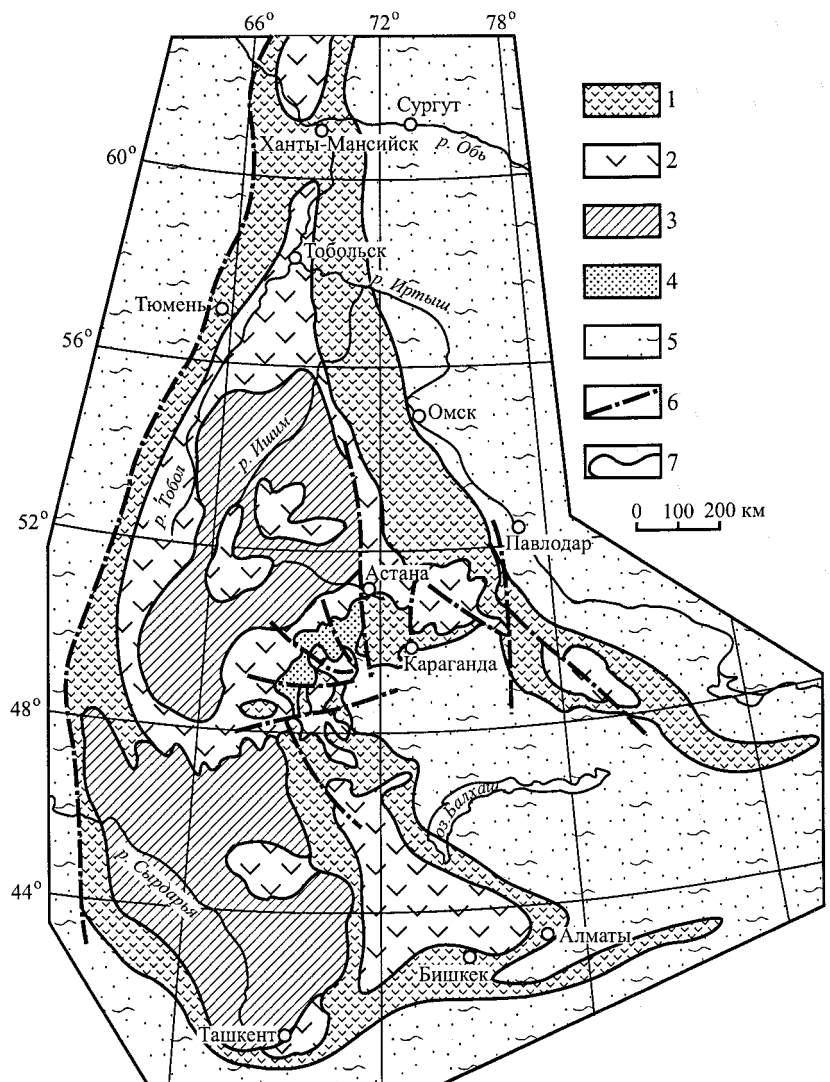 66° 72° 78°
1
2
3
4
5
6
7
0 100 200 км
60°
56°
52°
48°
44°
Сургут
Ханты-Мансийск
р. Обь
Тобольск
р. Иртыш
Тюмень
Омск
р. Ишим
р. Тобол
Павлодар
Астана
Караганда
оз Балхаш
р. Сырдарья
Алматы
Бишкек
Ташкент